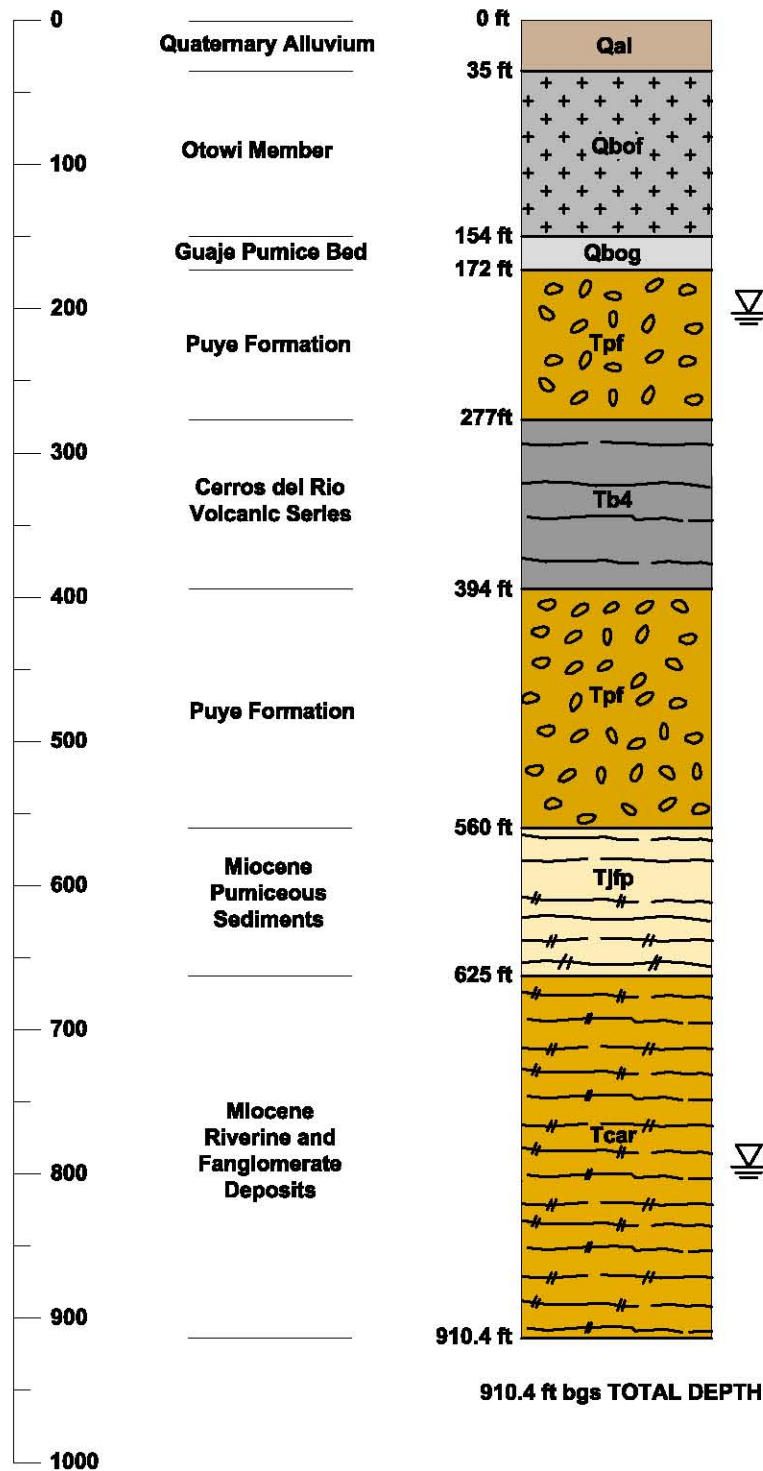 0
0 ft
Quaternary Alluvium
Qal
35 ft
100
Otowi Member
Qbof
154 ft
Guaje Pumice Bed
Qbog
172 ft
200
Puye Formation
Tpf
277ft
300
Cerros del Rio
Volcanic Series
Tb4
394 ft
400
Puye Formation
Tpf
500
560 ft
600
Miocene
Pumiceous
Sediments
Tjfp
625 ft
700
Miocene
Riverine and
Fanglomerate
Deposits
Tcar
800
900
910.4 ft
910.4 ft bgs TOTAL DEPTH
1000